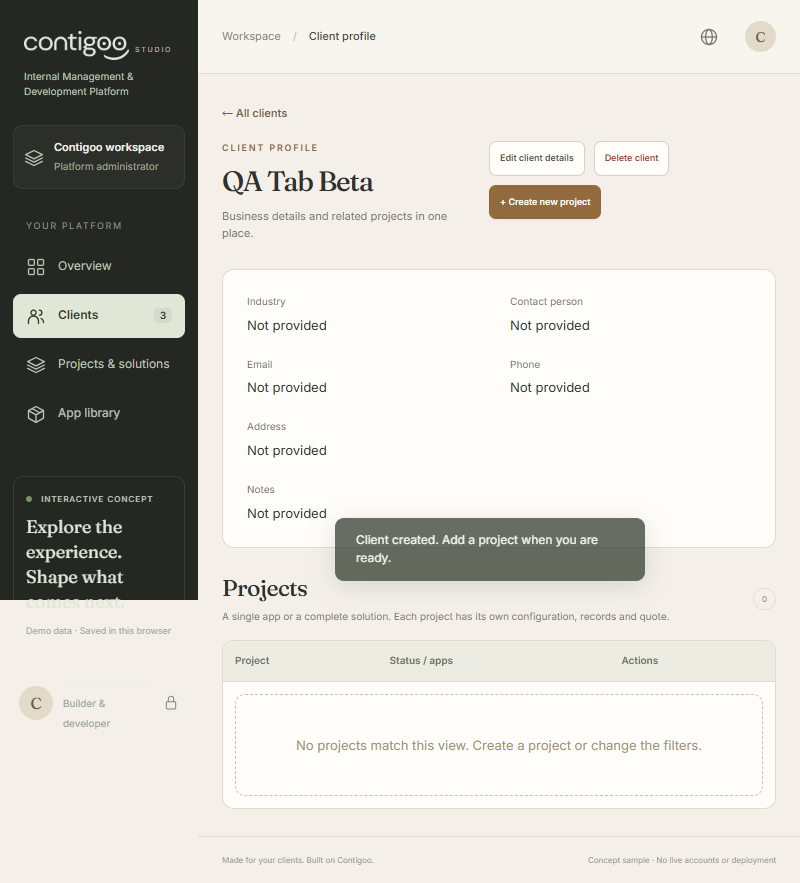 contigoo STUDIO
Internal Management &
Development Platform
Contigoo workspace
Platform administrator
YOUR PLATFORM
Overview
Clients 3
Projects & solutions
App library
INTERACTIVE CONCEPT
Explore the
experience.
Shape what
comes next.
Demo data · Saved in this browser
C
Builder &
developer
Workspace / Client profile
C
← All clients
CLIENT PROFILE
QA Tab Beta
Business details and related projects in one
place.
Edit client details
Delete client
+ Create new project
Industry
Not provided
Contact person
Not provided
Email
Not provided
Phone
Not provided
Address
Not provided
Notes
Not provided
Client created. Add a project when you are
ready.
Projects
0
A single app or a complete solution. Each project has its own configuration, records and quote.
Project Status / apps Actions
No projects match this view. Create a project or change the filters.
Made for your clients. Built on Contigoo.
Concept sample · No live accounts or deployment